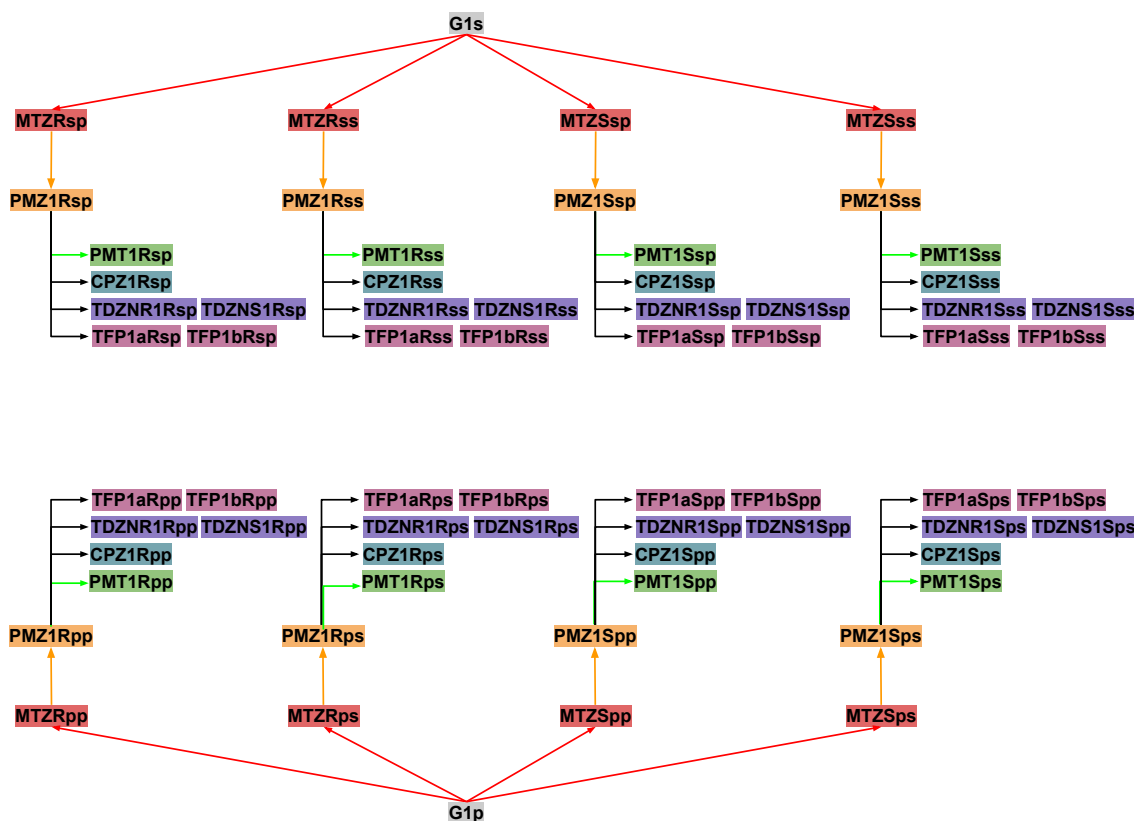 G1s
MTZRsp MTZRss MTZSsp MTZSss
PMZ1Rsp PMZ1Rss PMZ1Ssp PMZ1Sss
PMT1Rsp PMT1Rss PMT1Ssp PMT1Sss
CPZ1Rsp CPZ1Rss CPZ1Ssp CPZ1Sss
TDZNR1Rsp TDZNS1Rsp TDZNR1Rss TDZNS1Rss TDZNR1Ssp TDZNS1Ssp TDZNR1Sss TDZNS1Sss
TFP1aRsp TFP1bRsp TFP1aRss TFP1bRss TFP1aSsp TFP1bSsp TFP1aSss TFP1bSss
TFP1aRpp TFP1bRpp TFP1aRps TFP1bRps TFP1aSpp TFP1bSpp TFP1aSps TFP1bSps
TDZNR1Rpp TDZNS1Rpp TDZNR1Rps TDZNS1Rps TDZNR1Spp TDZNS1Spp TDZNR1Sps TDZNS1Sps
CPZ1Rpp CPZ1Rps CPZ1Spp CPZ1Sps
PMT1Rpp PMT1Rps PMT1Spp PMT1Sps
PMZ1Rpp PMZ1Rps PMZ1Spp PMZ1Sps
MTZRpp MTZRps MTZSpp MTZSps
G1p